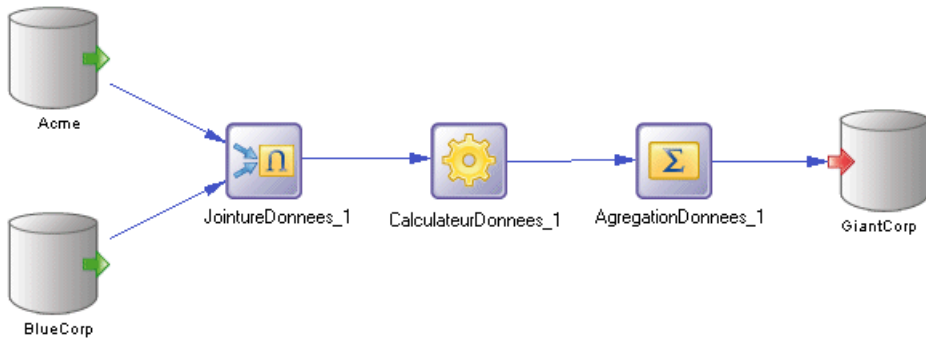 Acme
JointureDonnees_1
CalculateurDonnees_1
AgregationDonnees_1
GiantCorp
BlueCorp